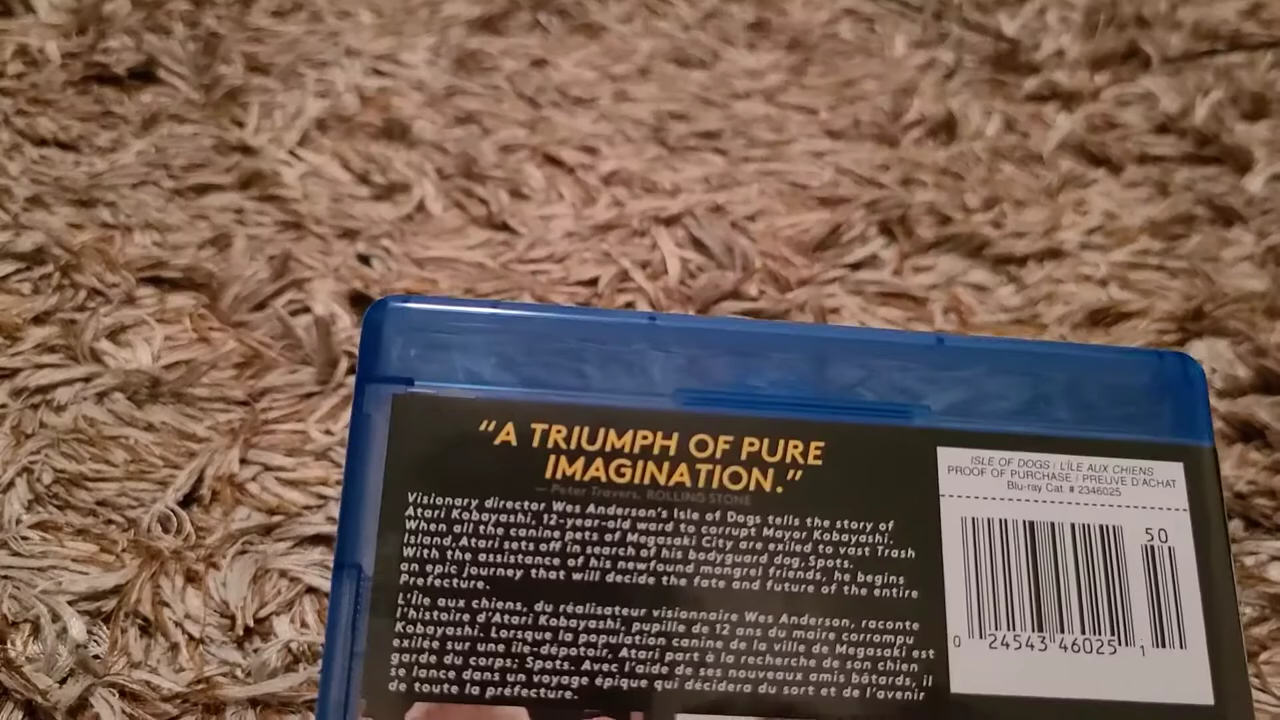 “A TRIUMPH OF PURE
IMAGINATION.”
— Peter Travers, ROLLING STONE
Visionary director Wes Anderson's Isle of Dogs tells the story of
Atari Kobayashi, 12-year-old ward to corrupt Mayor Kobayashi.
When all the canine pets of Megasaki City are exiled to vast Trash
Island, Atari sets off in search of his bodyguard dog, Spots.
With the assistance of his newfound mongrel friends, he begins
an epic journey that will decide the fate and future of the entire
Prefecture.
L'Île aux chiens, du réalisateur visionnaire Wes Anderson, raconte
l'histoire d'Atari Kobayashi, pupille de 12 ans du maire corrompu
Kobayashi. Lorsque la population canine de la ville de Megasaki est
exilée sur une île-dépotoir, Atari part à la recherche de son chien
garde du corps; Spots. Avec l'aide de ses nouveaux amis bâtards, il
se lance dans un voyage épique qui décidera du sort et de l'avenir
de toute la préfecture.
ISLE OF DOGS / L'ÎLE AUX CHIENS
PROOF OF PURCHASE / PREUVE D'ACHAT
Blu-ray Cat. # 2346025
50
0 24543 46025 1